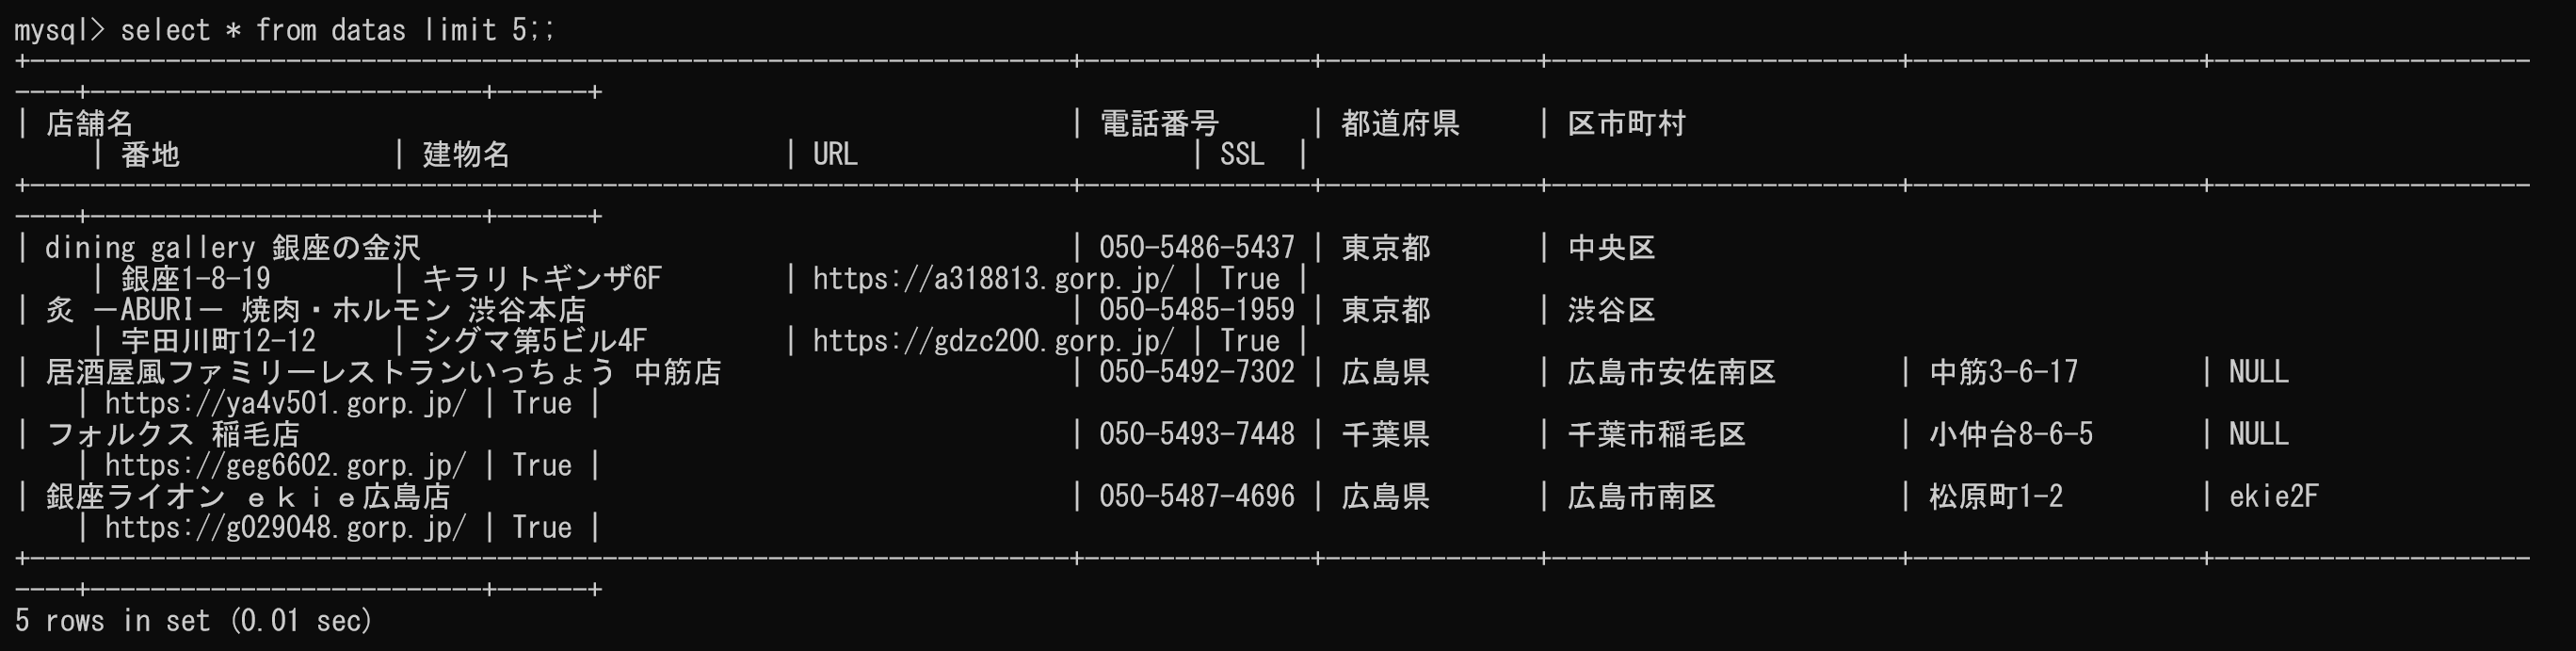 mysql> select * from datas limit 5;;
+---------------------------------------------------------------------+---------------+--------------+-----------------------+-------------------+---------------------
----+--------------------------+------+
| 店舗名 | 電話番号 | 都道府県 | 区市町村
| 番地 | 建物名 | URL | SSL |
+---------------------------------------------------------------------+---------------+--------------+-----------------------+-------------------+---------------------
----+--------------------------+------+
| dining gallery 銀座の金沢 | 050-5486-5437 | 東京都 | 中央区
| 銀座1-8-19 | キラリトギンザ6F | https://a318813.gorp.jp/ | True |
| 炙 －ABURI－ 焼肉・ホルモン 渋谷本店 | 050-5485-1959 | 東京都 | 渋谷区
| 宇田川町12-12 | シグマ第5ビル4F | https://gdzc200.gorp.jp/ | True |
| 居酒屋風ファミリーレストランいっちょう 中筋店 | 050-5492-7302 | 広島県 | 広島市安佐南区 | 中筋3-6-17 | NULL
| https://ya4v501.gorp.jp/ | True |
| フォルクス 稲毛店 | 050-5493-7448 | 千葉県 | 千葉市稲毛区 | 小仲台8-6-5 | NULL
| https://geg6602.gorp.jp/ | True |
| 銀座ライオン ｅｋｉｅ広島店 | 050-5487-4696 | 広島県 | 広島市南区 | 松原町1-2 | ekie2F
| https://g029048.gorp.jp/ | True |
+---------------------------------------------------------------------+---------------+--------------+-----------------------+-------------------+---------------------
----+--------------------------+------+
5 rows in set (0.01 sec)